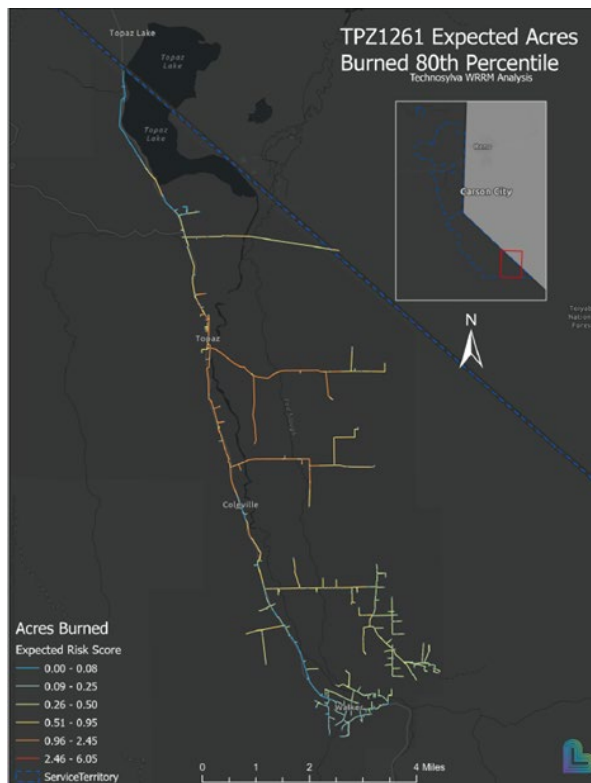 Topaz Lake
TPZ1261 Expected Acres
Burned 80th Percentile
Technosylva WRRM Analysis
Topaz
Lake
Topaz
Lake
Carson City
N
Topaz
Coleville
Walker
Acres Burned
Expected Risk Score
0.00 - 0.08
0.09 - 0.25
0.26 - 0.50
0.51 - 0.95
0.96 - 2.45
2.46 - 6.05
ServiceTerritory
0 1 2 4 Miles